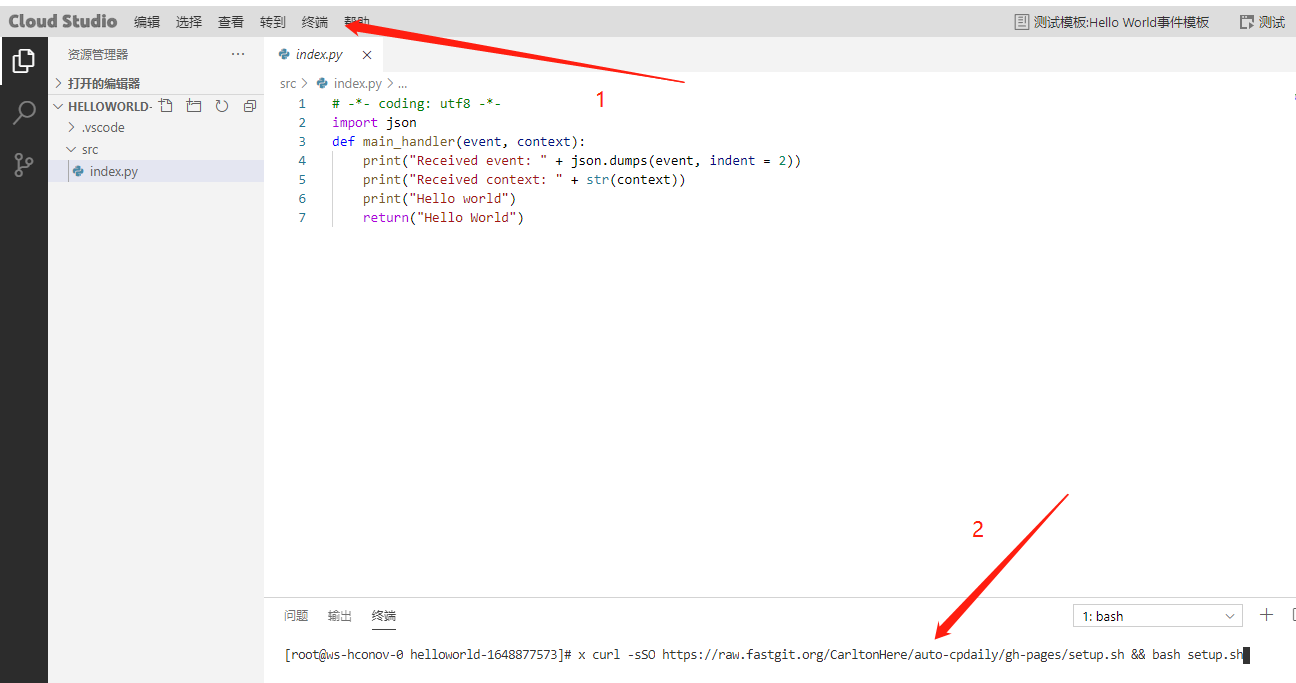 Cloud Studio 编辑 选择 查看 转到 终端 帮助 测试模板:Hello World事件模板 测试
资源管理器 ...
index.py
打开的编辑器
src > index.py > ...
HELLOWORLD-
.vscode
src
index.py
1 # -*- coding: utf8 -*-
2 import json
3 def main_handler(event, context):
4 print("Received event: " + json.dumps(event, indent = 2))
5 print("Received context: " + str(context))
6 print("Hello world")
7 return("Hello World")
1
2
问题 输出 终端 1: bash
[root@ws-hconov-0 helloworld-1648877573]# x curl -sSO https://raw.fastgit.org/CarltonHere/auto-cpdaily/gh-pages/setup.sh && bash setup.sh